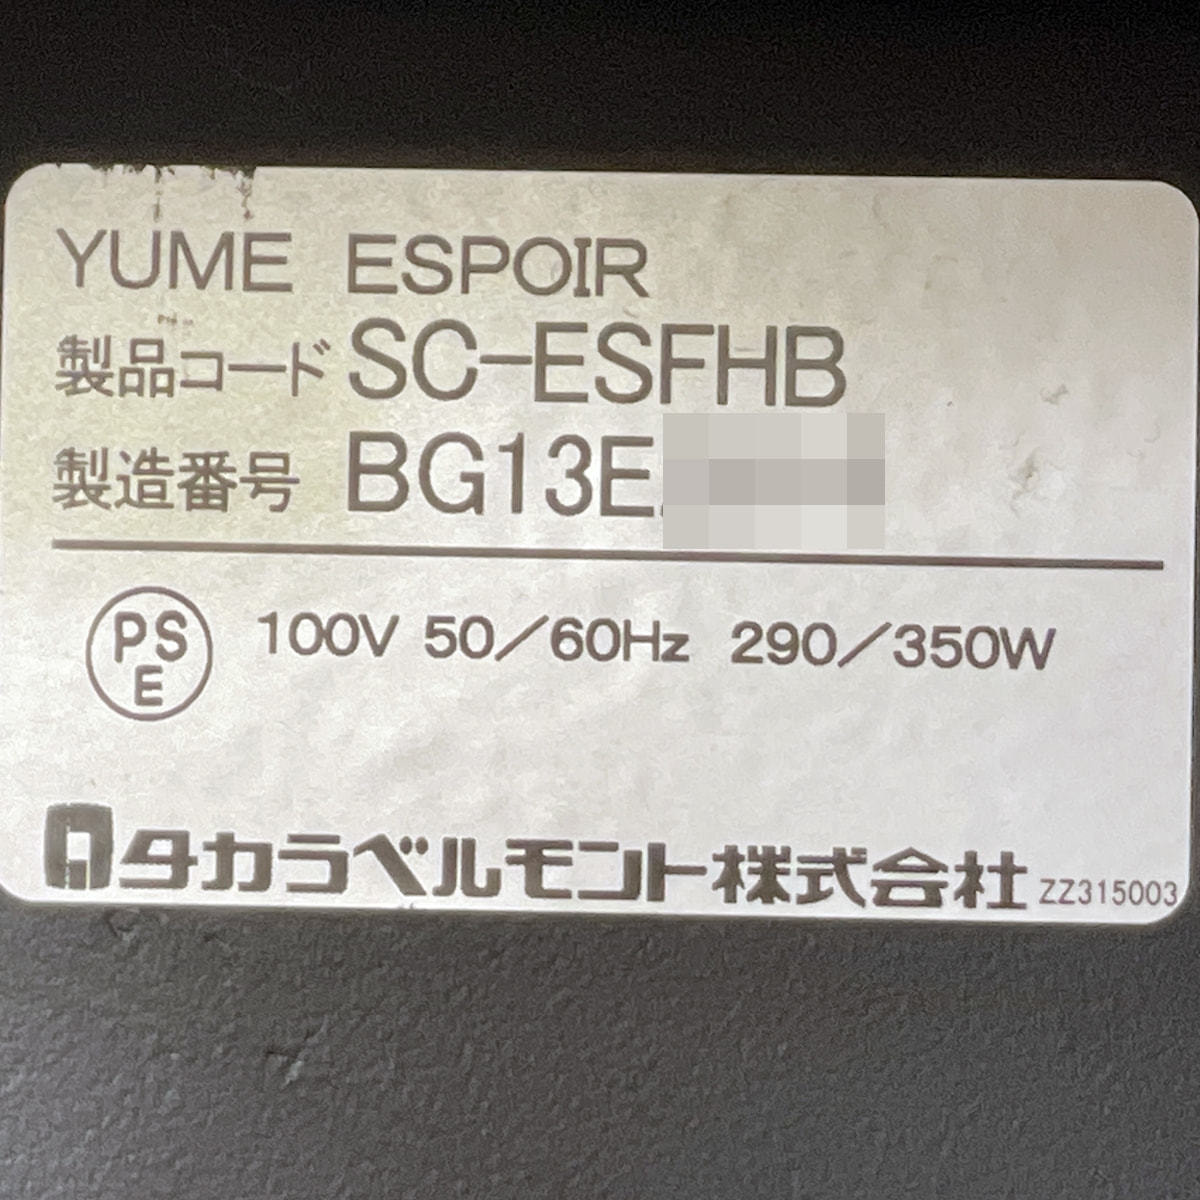 YUME ESPOIR
製品コード SC-ESFHB
製造番号 BG13E
PSE 100V 50/60Hz 290/350W
タカラベルモント株式会社 ZZ315003